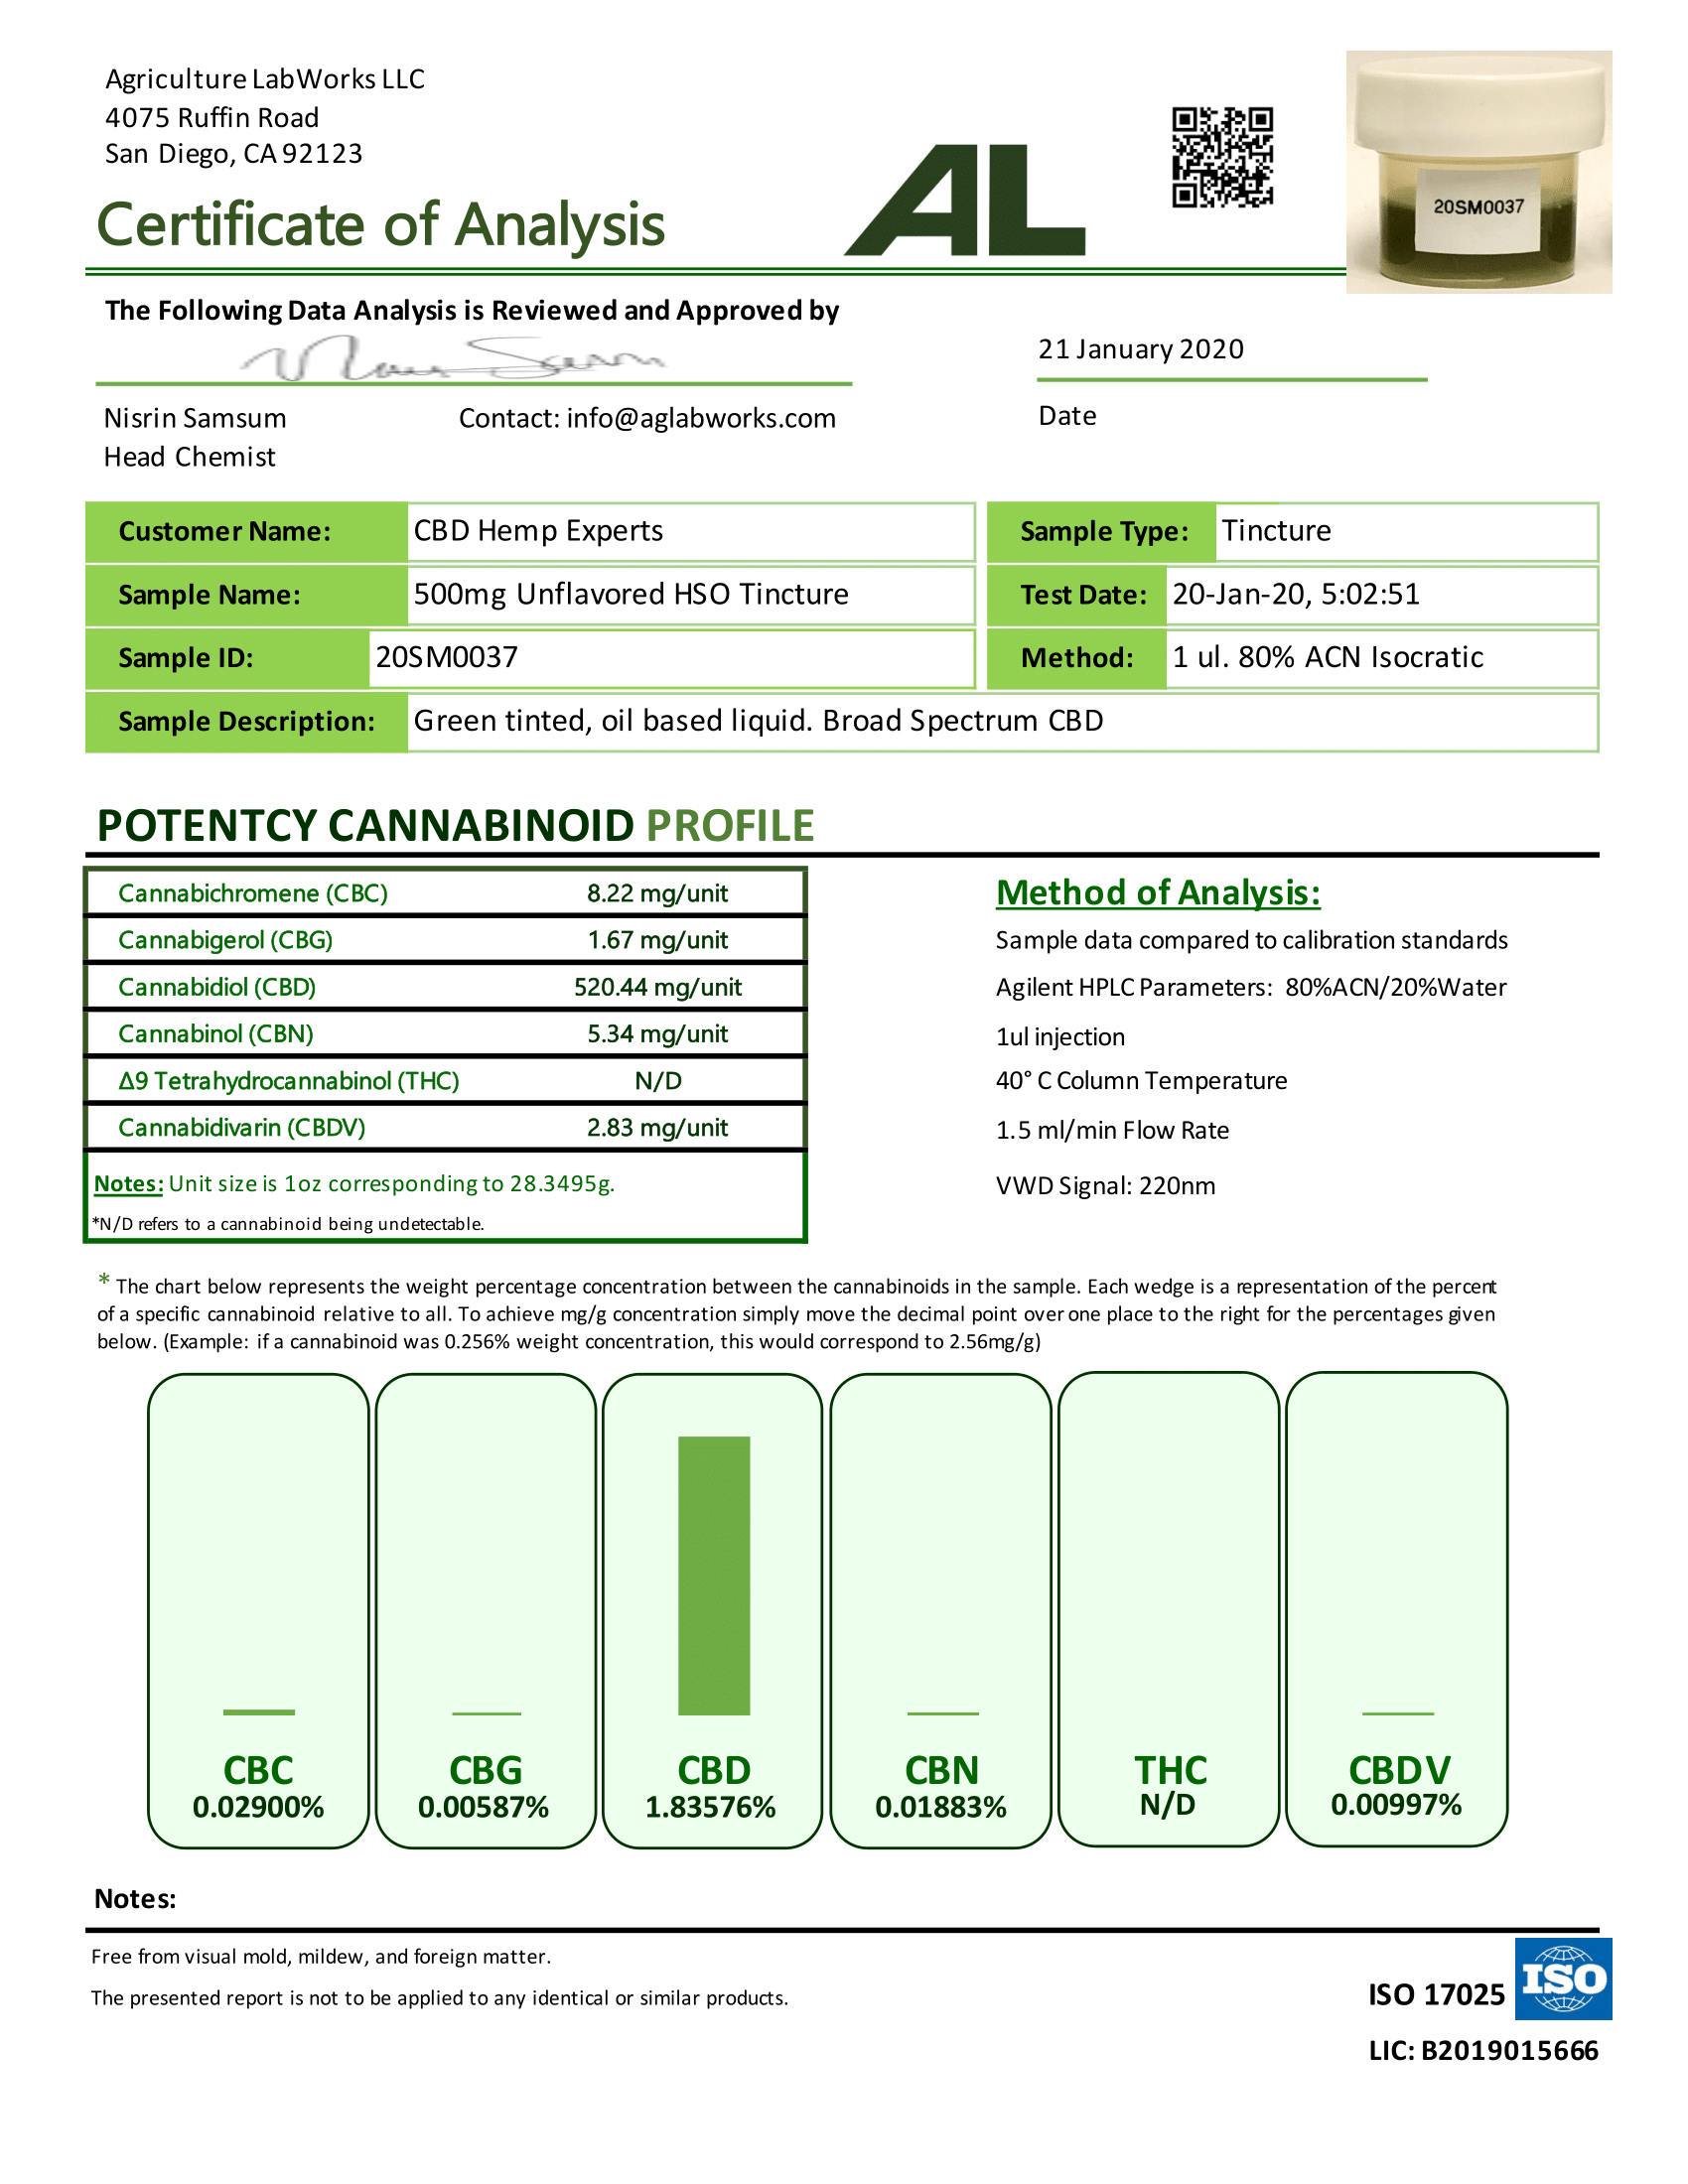 Agriculture LabWorks LLC
4075 Ruffin Road
San Diego, CA 92123
Certificate of Analysis
AL
20SM0037
The Following Data Analysis is Reviewed and Approved by
21 January 2020
Nisrin Samsum
Contact: info@aglabworks.com
Date
Head Chemist
Customer Name: CBD Hemp Experts
Sample Type: Tincture
Sample Name: 500mg Unflavored HSO Tincture
Test Date: 20-Jan-20, 5:02:51
Sample ID: 20SM0037
Method: 1 ul. 80% ACN Isocratic
Sample Description: Green tinted, oil based liquid. Broad Spectrum CBD
POTENTCY CANNABINOID PROFILE
Cannabichromene (CBC) 8.22 mg/unit
Cannabigerol (CBG) 1.67 mg/unit
Cannabidiol (CBD) 520.44 mg/unit
Cannabinol (CBN) 5.34 mg/unit
Δ9 Tetrahydrocannabinol (THC) N/D
Cannabidivarin (CBDV) 2.83 mg/unit
Notes: Unit size is 1oz corresponding to 28.3495g.
*N/D refers to a cannabinoid being undetectable.
Method of Analysis:
Sample data compared to calibration standards
Agilent HPLC Parameters: 80%ACN/20%Water
1ul injection
40° C Column Temperature
1.5 ml/min Flow Rate
VWD Signal: 220nm
* The chart below represents the weight percentage concentration between the cannabinoids in the sample. Each wedge is a representation of the percent
of a specific cannabinoid relative to all. To achieve mg/g concentration simply move the decimal point over one place to the right for the percentages given
below. (Example: if a cannabinoid was 0.256% weight concentration, this would correspond to 2.56mg/g)
CBC
0.02900%
CBG
0.00587%
CBD
1.83576%
CBN
0.01883%
THC
N/D
CBDV
0.00997%
Notes:
Free from visual mold, mildew, and foreign matter.
The presented report is not to be applied to any identical or similar products.
ISO 17025
ISO
LIC: B2019015666